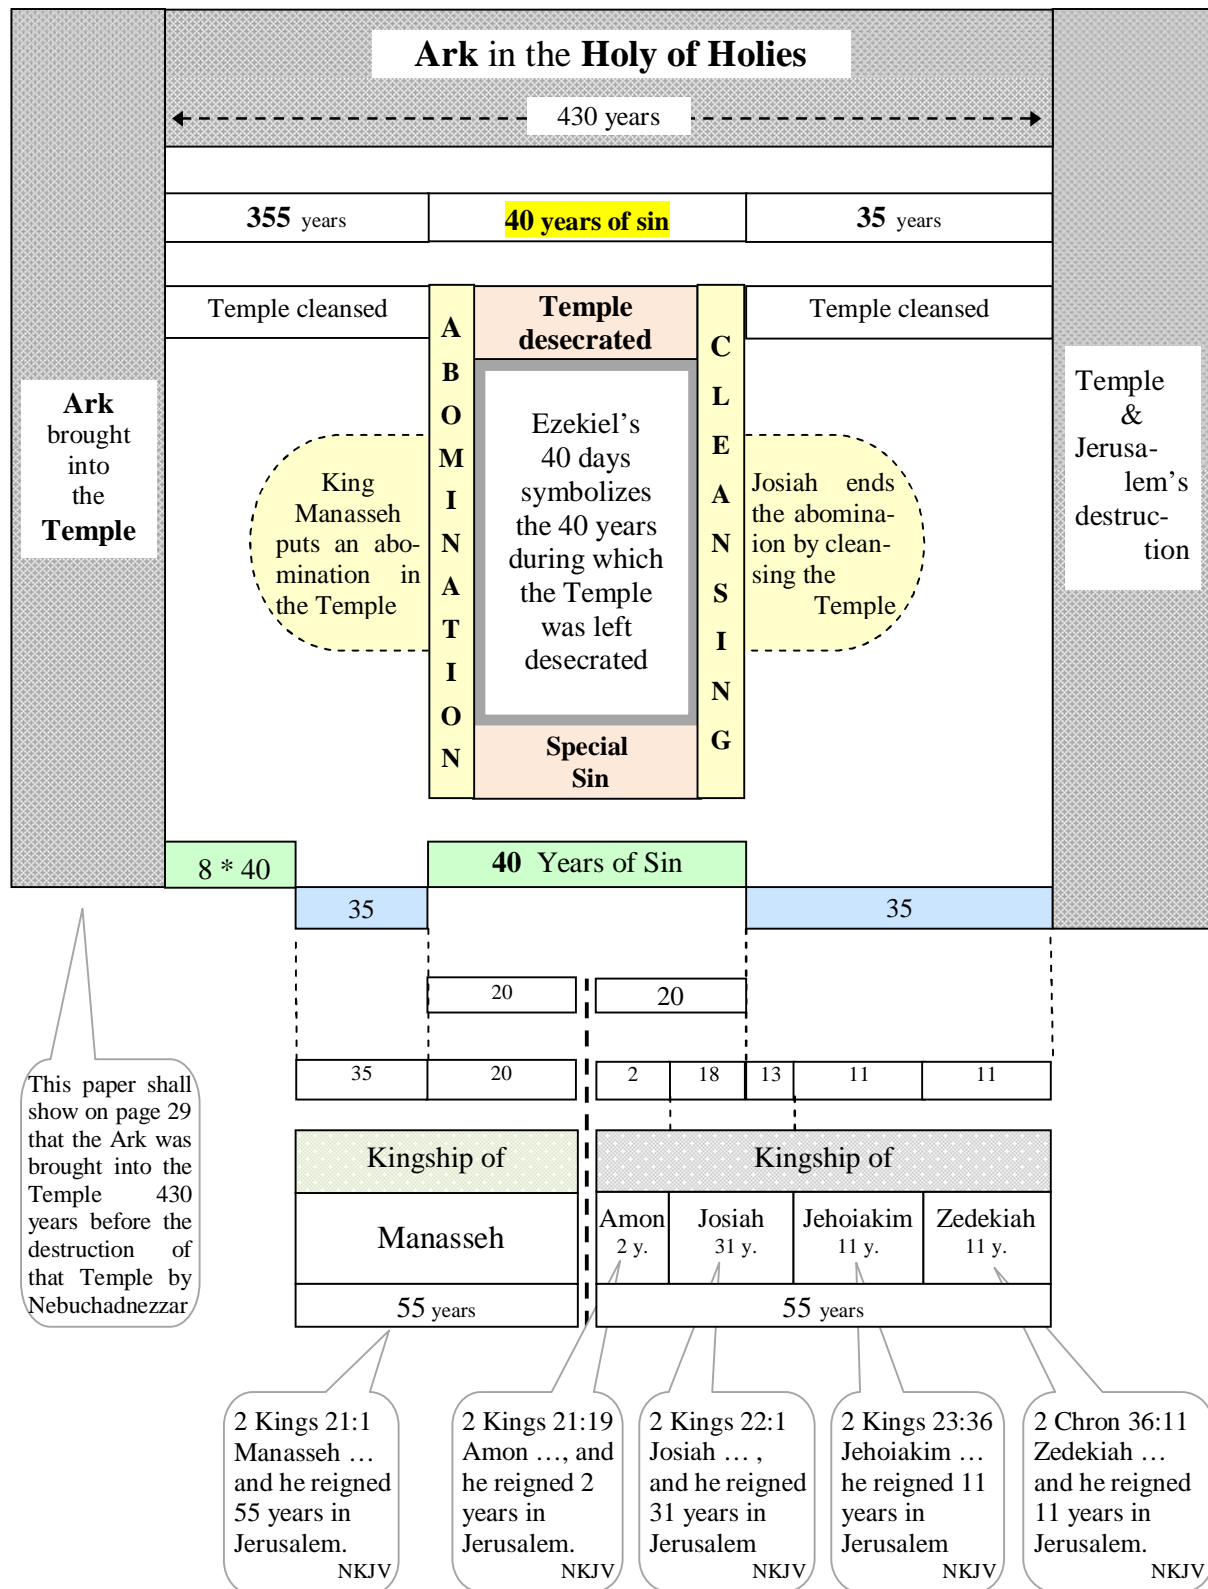 Ark in the Holy of Holies
430 years
355 years
40 years of sin
35 years
Temple cleansed
Temple
desecrated
Temple cleansed
A
B
O
M
I
N
A
T
I
O
N
C
L
E
A
N
S
I
N
G
Ark
brought
into
the
Temple
King
Manasseh
puts an abo-
mination in
the Temple
Ezekiel’s
40 days
symbolizes
the 40 years
during which
the Temple
was left
desecrated
Josiah ends
the abomina-
ion by clean-
sing the
Temple
Temple
&
Jerusa-
lem’s
destruc-
tion
Special
Sin
8 * 40
40 Years of Sin
35
35
20
20
35
20
2
18
13
11
11
This paper shall
show on page 29
that the Ark was
brought into the
Temple 430
years before the
destruction of
that Temple by
Nebuchadnezzar
Kingship of
Kingship of
Manasseh
Amon
2 y.
Josiah
31 y.
Jehoiakim
11 y.
Zedekiah
11 y.
55 years
55 years
2 Kings 21:1
Manasseh …
and he reigned
55 years in
Jerusalem.
NKJV
2 Kings 21:19
Amon …, and
he reigned 2
years in
Jerusalem.
NKJV
2 Kings 22:1
Josiah … ,
and he reigned
31 years in
Jerusalem
NKJV
2 Kings 23:36
Jehoiakim …
he reigned 11
years in
Jerusalem
NKJV
2 Chron 36:11
Zedekiah …
and he reigned
11 years in
Jerusalem.
NKJV